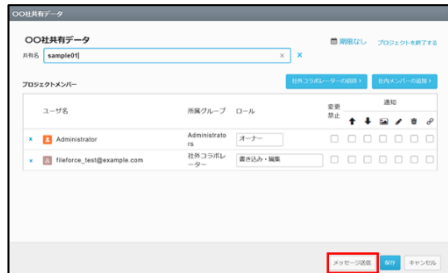 〇〇社共有データ
〇〇社共有データ
期限なし プロジェクトを終了する
共有名 sample01 × ×
プロジェクトメンバー
社外コラボレーターの追加 › 社内メンバーの追加 ›
ユーザ名 所属グループ ロール 変更禁止 通知
× Administrator Administrators オーナー
× fileforce_test@example.com 社外コラボレーター 書き込み・編集
メッセージ送信 保存 キャンセル